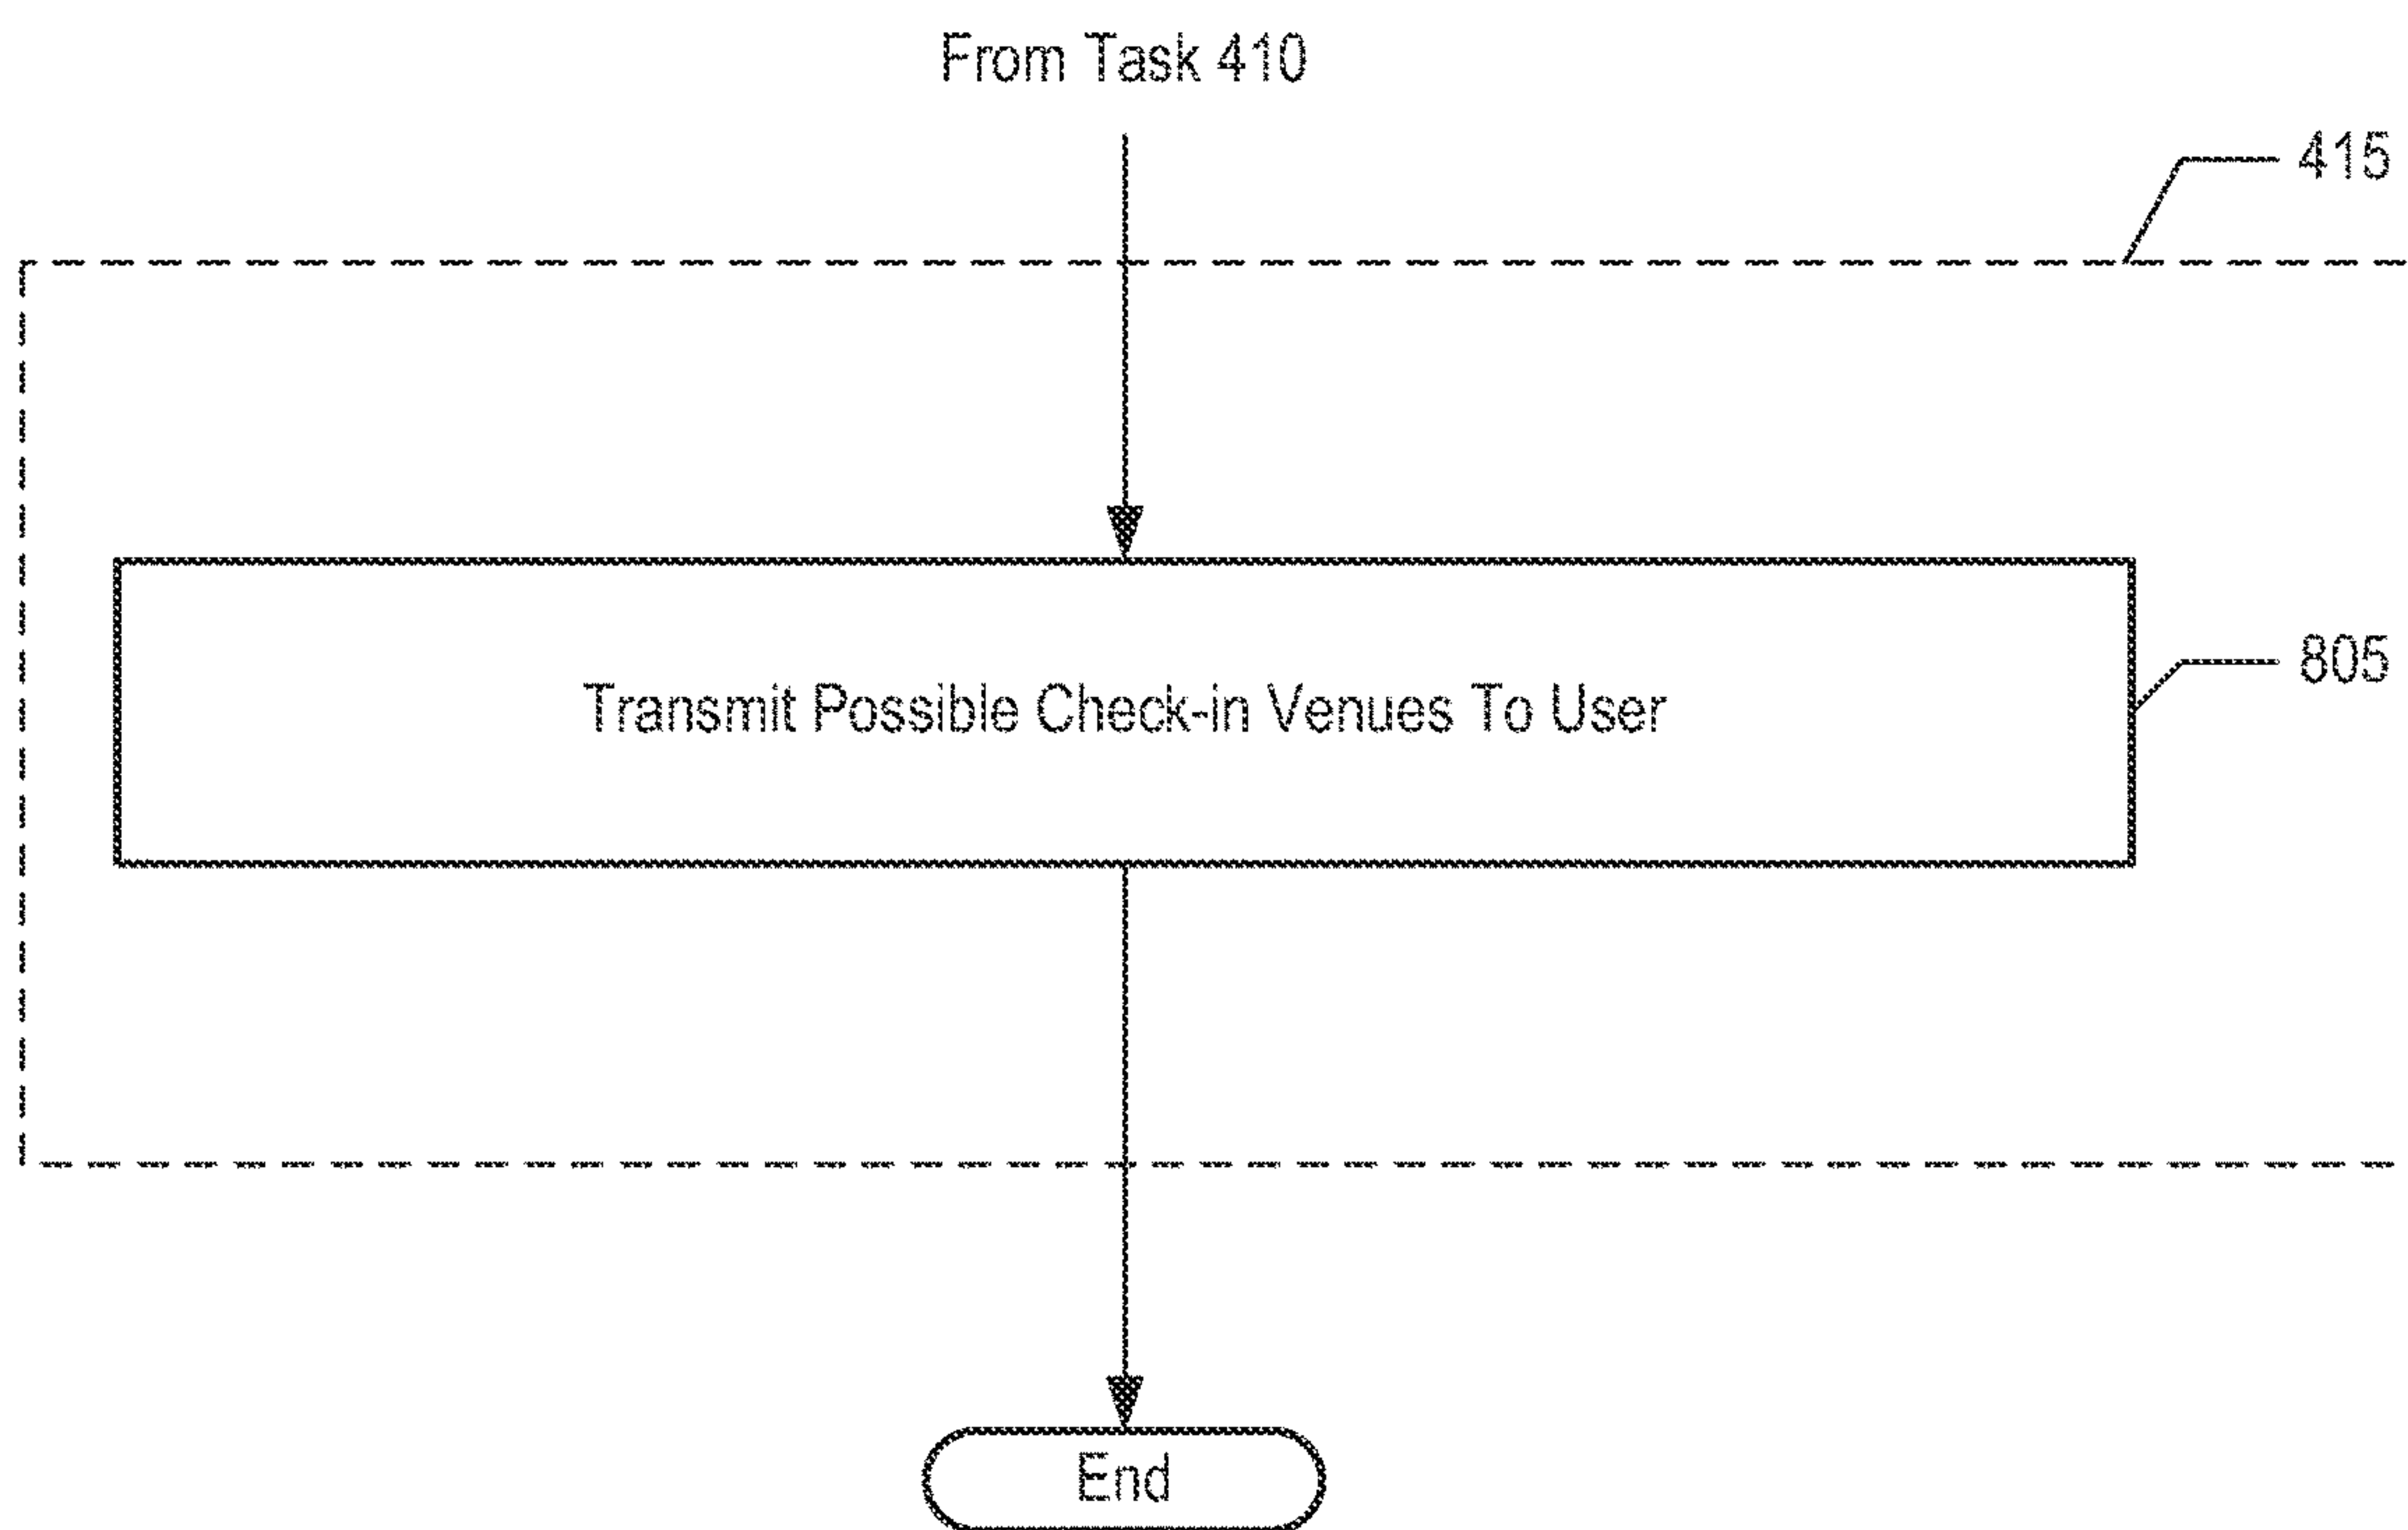 From Task 410
415
805
Transmit Possible Check-in Venues To User
End